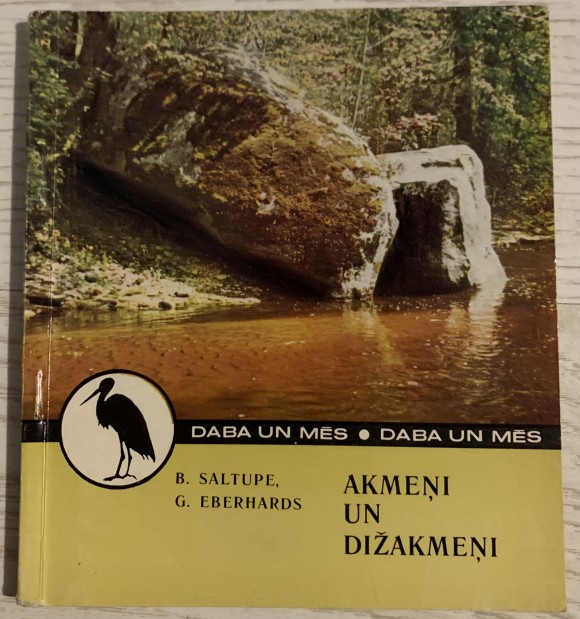 DABA UN MĒS ● DABA UN MĒS
B. SALTUPE,
G. EBERHARDS
AKMEŅI
UN
DIŽAKMEŅI